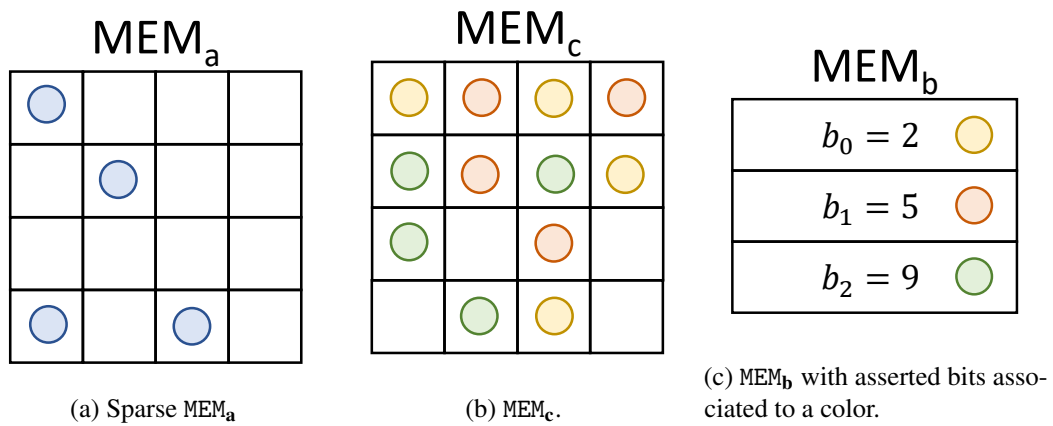 MEMa
MEMc
MEMb
b0 = 2
b1 = 5
b2 = 9
(a) Sparse MEMa
(b) MEMc.
(c) MEMb with asserted bits asso-
ciated to a color.